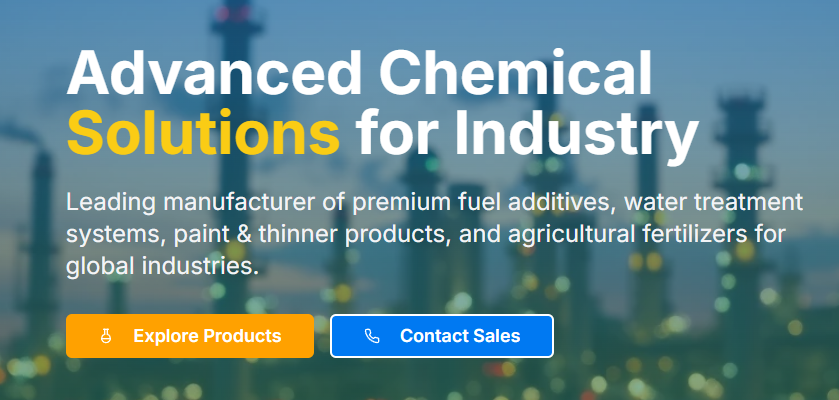 Advanced Chemical
Solutions for Industry
Leading manufacturer of premium fuel additives, water treatment
systems, paint & thinner products, and agricultural fertilizers for
global industries.
Explore Products
Contact Sales